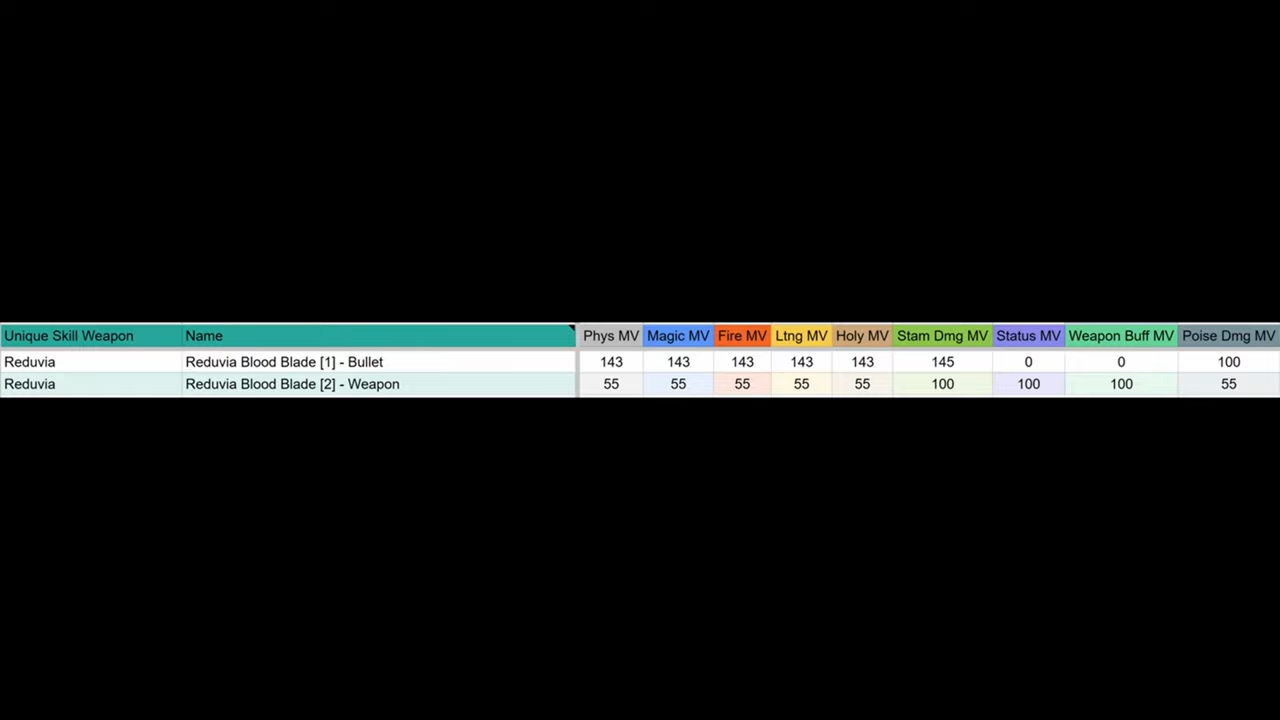 Unique Skill Weapon Name Phys MV Magic MV Fire MV Ltng MV Holy MV Stam Dmg MV Status MV Weapon Buff MV Poise Dmg MV
Reduvia Reduvia Blood Blade [1] - Bullet 143 143 143 143 143 145 0 0 100
Reduvia Reduvia Blood Blade [2] - Weapon 55 55 55 55 55 100 100 100 55